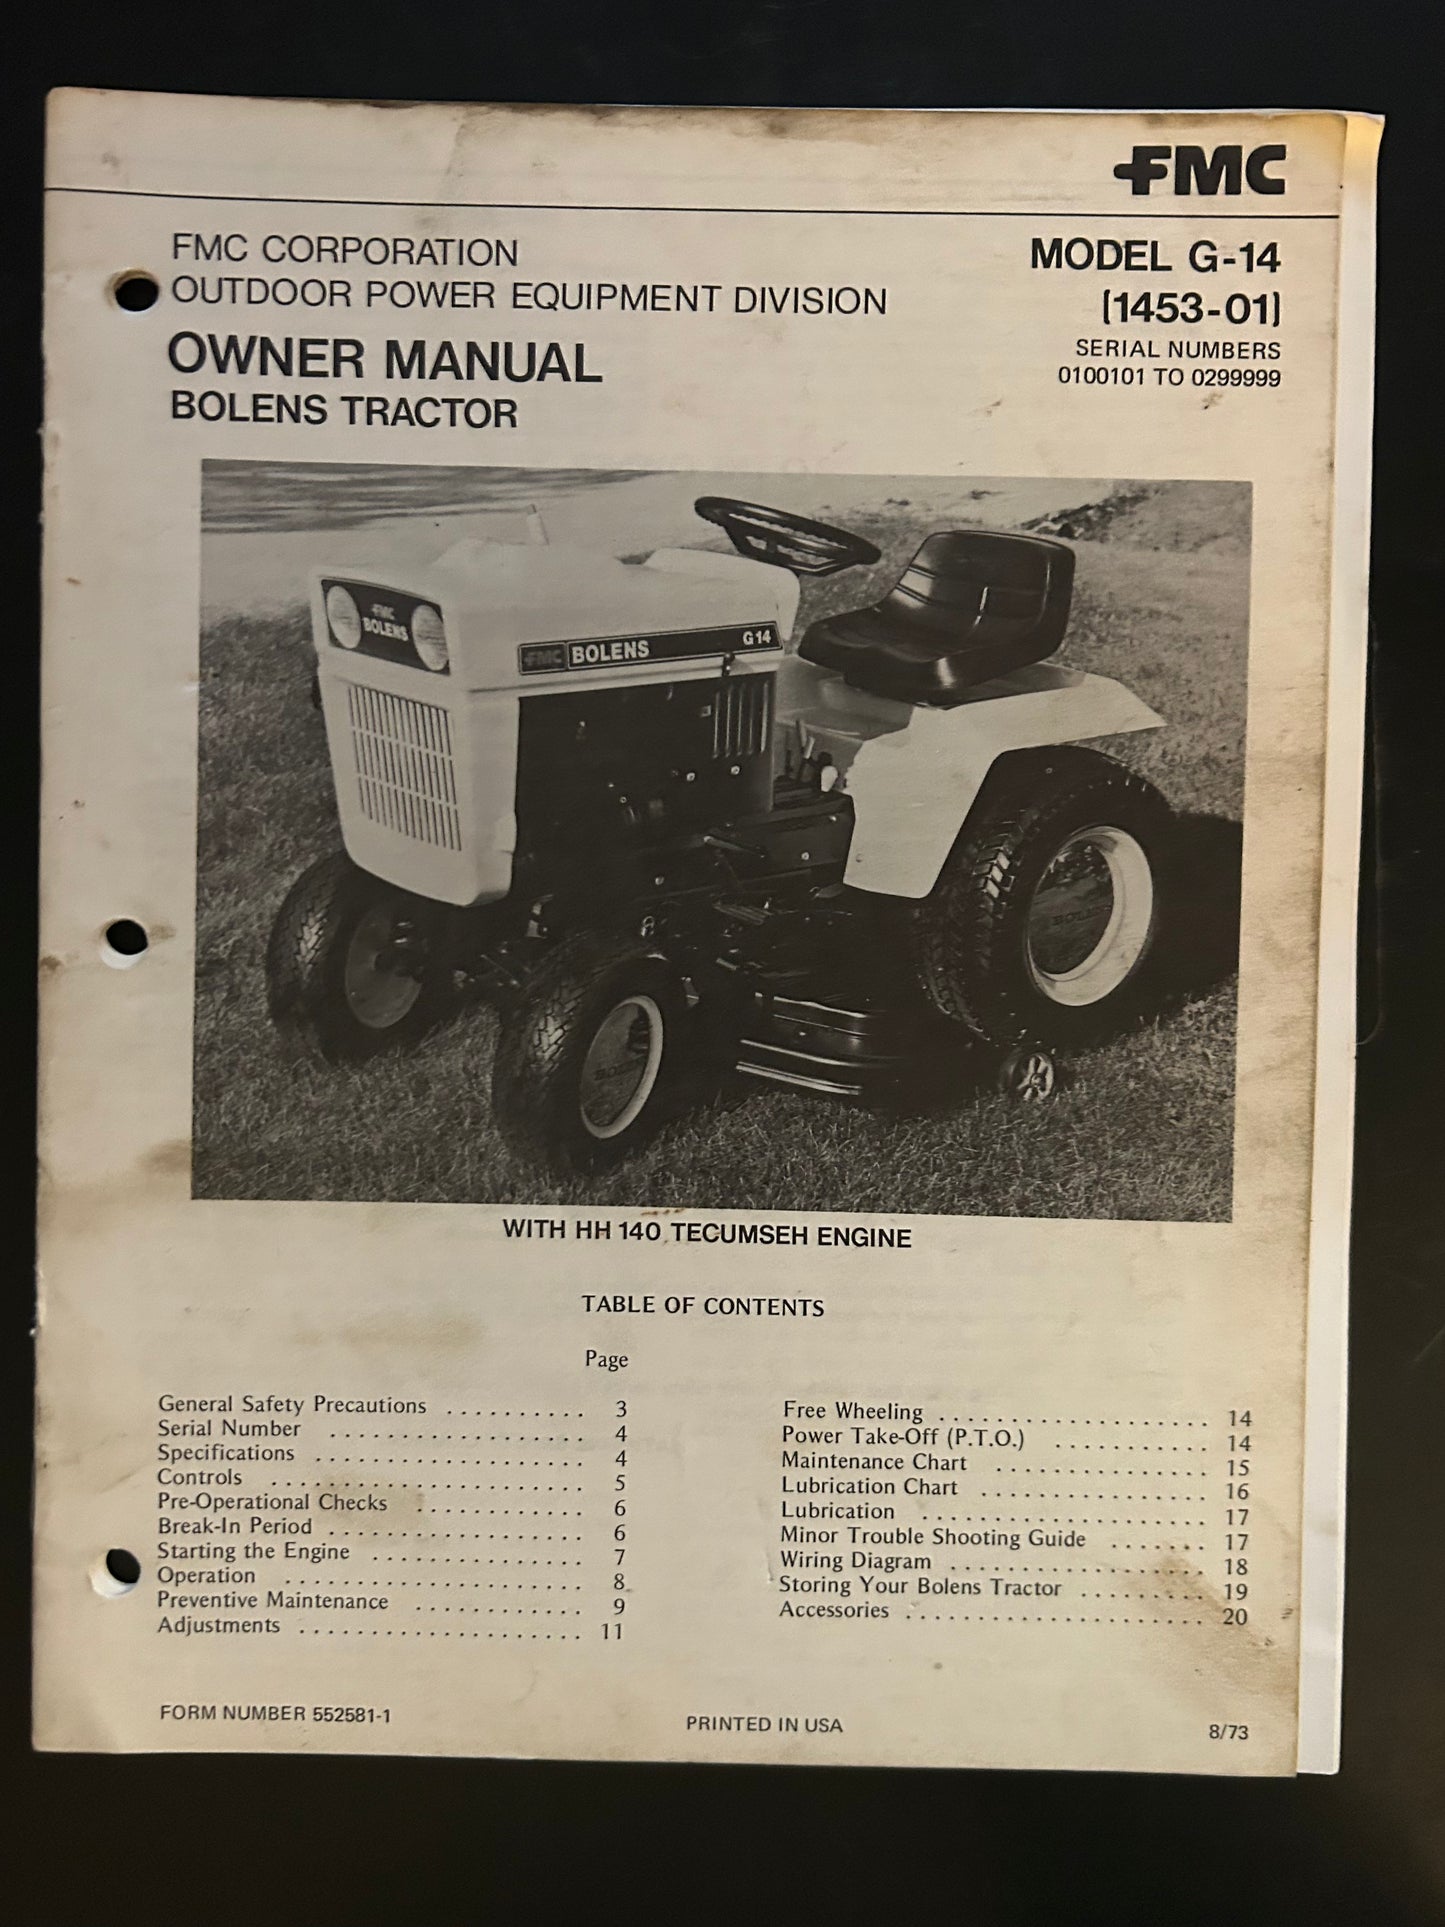 FMC
FMC CORPORATION
OUTDOOR POWER EQUIPMENT DIVISION
OWNER MANUAL
BOLENS TRACTOR
MODEL G-14
(1453-01)
SERIAL NUMBERS
0100101 TO 0299999
FMC
BOLENS
FMC BOLENS G14
BOLENS
BOLENS
WITH HH 140 TECUMSEH ENGINE
TABLE OF CONTENTS
Page
General Safety Precautions .......... 3
Serial Number .................. 4
Specifications ................... 4
Controls ...................... 5
Pre-Operational Checks ............ 6
Break-In Period .................. 6
Starting the Engine ............... 7
Operation ..................... 8
Preventive Maintenance ............ 9
Adjustments .................... 11
Free Wheeling ................... 14
Power Take-Off (P.T.O.) ........... 14
Maintenance Chart ............... 15
Lubrication Chart ................ 16
Lubrication .................... 17
Minor Trouble Shooting Guide ....... 17
Wiring Diagram .................. 18
Storing Your Bolens Tractor ......... 19
Accessories ..................... 20
FORM NUMBER 552581-1
PRINTED IN USA
8/73